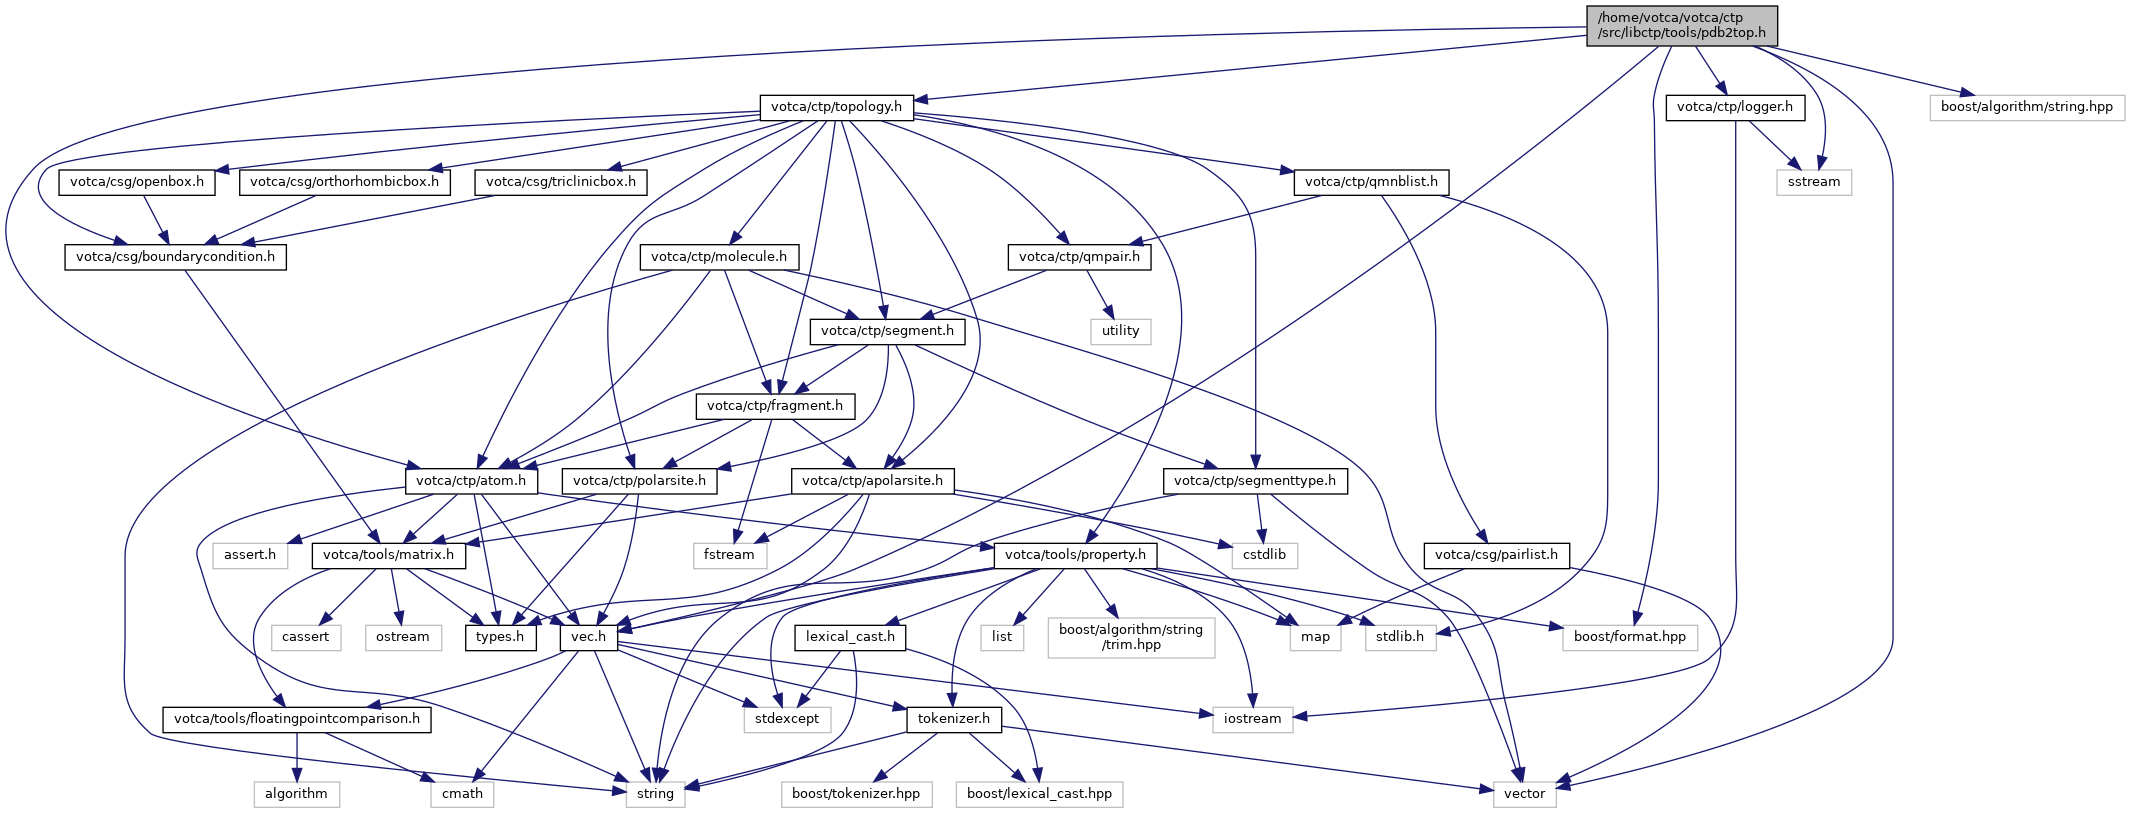 /home/votca/votca/ctp
/src/libctp/tools/pdb2top.h
votca/ctp/topology.h
votca/ctp/logger.h
boost/algorithm/string.hpp
votca/csg/openbox.h
votca/csg/orthorhombicbox.h
votca/csg/triclinicbox.h
votca/ctp/qmnblist.h
sstream
votca/csg/boundarycondition.h
votca/ctp/molecule.h
votca/ctp/qmpair.h
votca/ctp/segment.h
utility
votca/ctp/fragment.h
votca/ctp/atom.h
votca/ctp/polarsite.h
votca/ctp/apolarsite.h
votca/ctp/segmenttype.h
assert.h
votca/tools/matrix.h
fstream
votca/tools/property.h
cstdlib
votca/csg/pairlist.h
cassert
ostream
types.h
vec.h
lexical_cast.h
list
boost/algorithm/string
/trim.hpp
map
stdlib.h
boost/format.hpp
votca/tools/floatingpointcomparison.h
stdexcept
tokenizer.h
iostream
algorithm
cmath
string
boost/tokenizer.hpp
boost/lexical_cast.hpp
vector